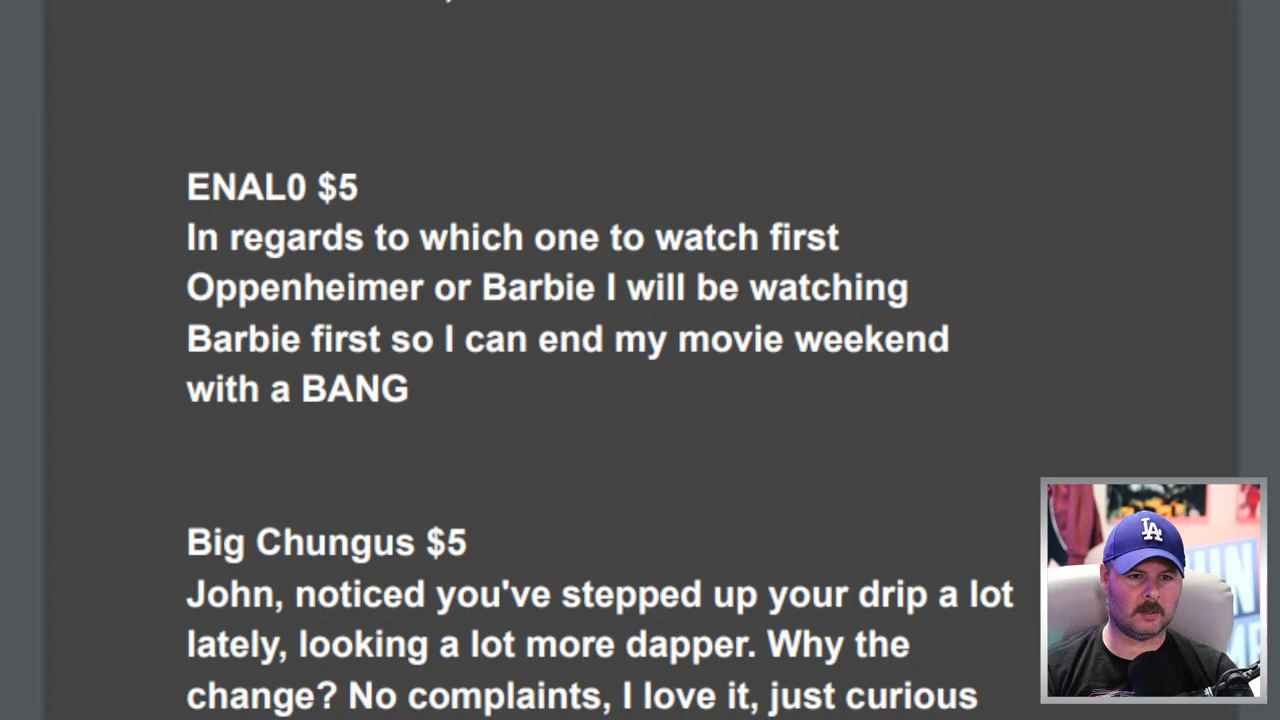 ENAL0 $5
In regards to which one to watch first
Oppenheimer or Barbie I will be watching
Barbie first so I can end my movie weekend
with a BANG
Big Chungus $5
John, noticed you've stepped up your drip a lot
lately, looking a lot more dapper. Why the
change? No complaints, I love it, just curious
LA